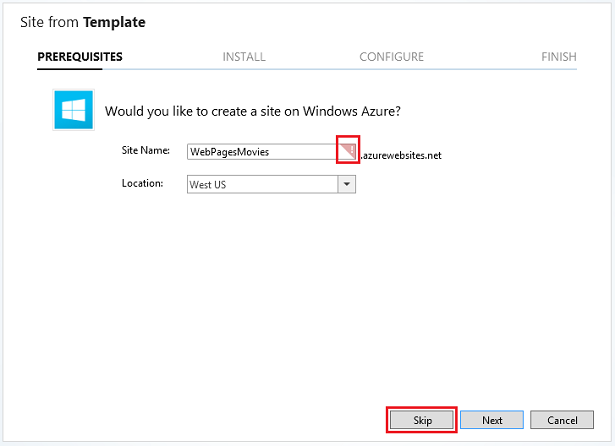 Site from Template
PREREQUISITES INSTALL CONFIGURE FINISH
Would you like to create a site on Windows Azure?
Site Name: WebPagesMovies ! .azurewebsites.net
Location: West US
Skip Next Cancel